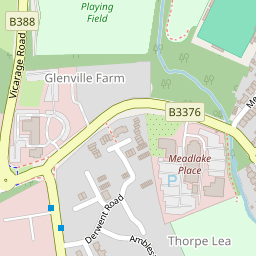 Playing
Field
B388
Vicarage Road
Glenville Farm
B3376
Meadlake
Place
P
Derwent Road
Thorpe Lea